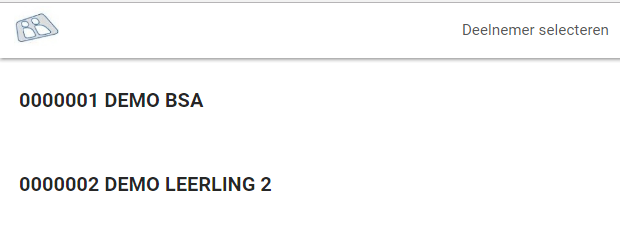 Deelnemer selecteren
0000001 DEMO BSA
0000002 DEMO LEERLING 2